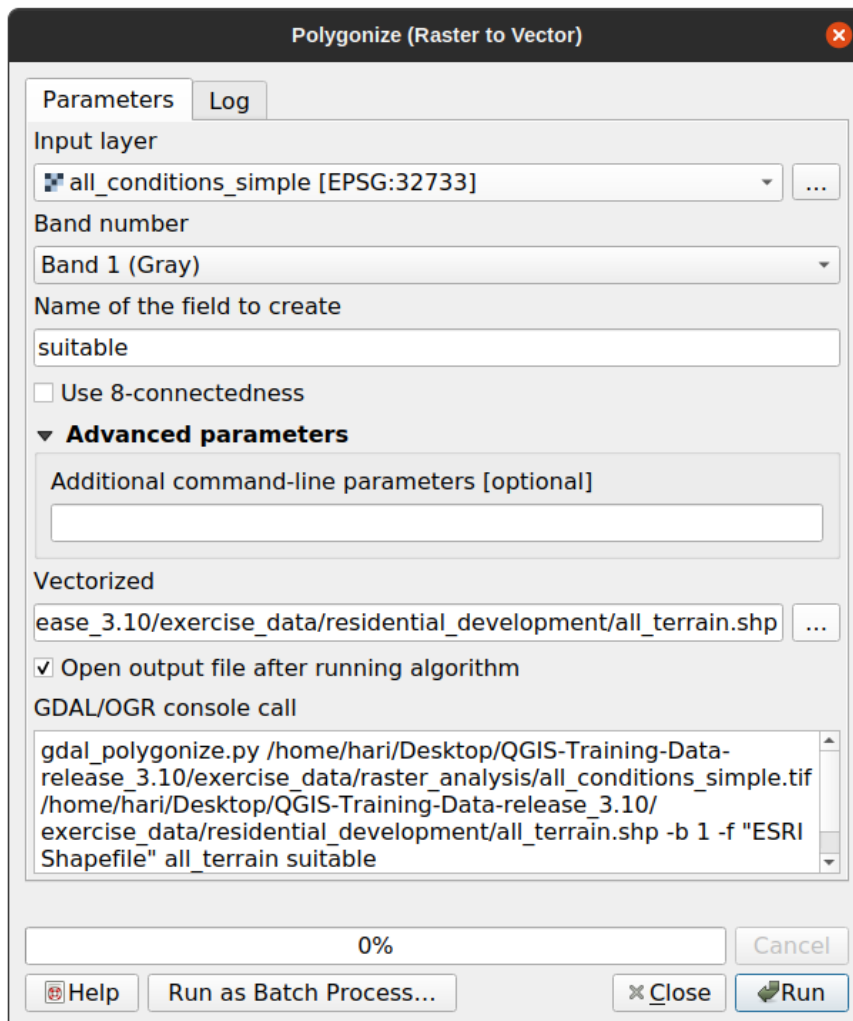 Polygonize (Raster to Vector)
Parameters
Log
Input layer
all_conditions_simple [EPSG:32733]
...
Band number
Band 1 (Gray)
Name of the field to create
suitable
Use 8-connectedness
Advanced parameters
Additional command-line parameters [optional]
Vectorized
ease_3.10/exercise_data/residential_development/all_terrain.shp
...
Open output file after running algorithm
GDAL/OGR console call
gdal_polygonize.py /home/hari/Desktop/QGIS-Training-Data-
release_3.10/exercise_data/raster_analysis/all_conditions_simple.tif
/home/hari/Desktop/QGIS-Training-Data-release_3.10/
exercise_data/residential_development/all_terrain.shp -b 1 -f "ESRI
Shapefile" all_terrain suitable
0%
Cancel
Help
Run as Batch Process...
Close
Run